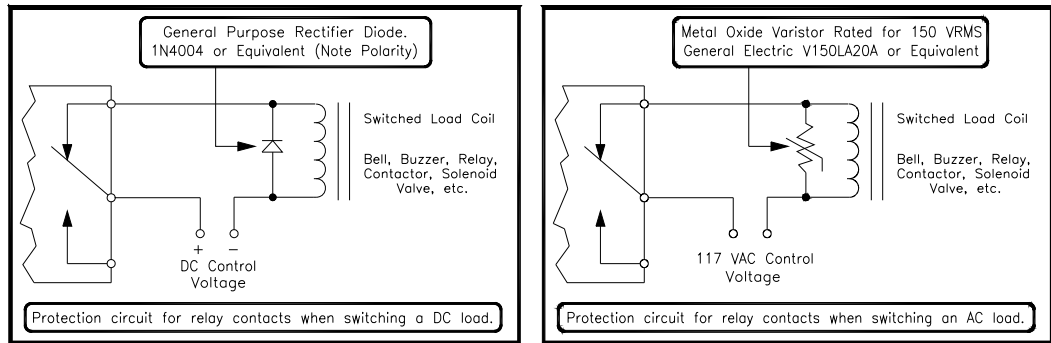 General Purpose Rectifier Diode.
1N4004 or Equivalent (Note Polarity)
Switched Load Coil
Bell, Buzzer, Relay,
Contactor, Solenoid
Valve, etc.
+ −
DC Control
Voltage
Protection circuit for relay contacts when switching a DC load.
Metal Oxide Varistor Rated for 150 VRMS
General Electric V150LA20A or Equivalent
Switched Load Coil
Bell, Buzzer, Relay,
Contactor, Solenoid
Valve, etc.
117 VAC Control
Voltage
Protection circuit for relay contacts when switching an AC load.